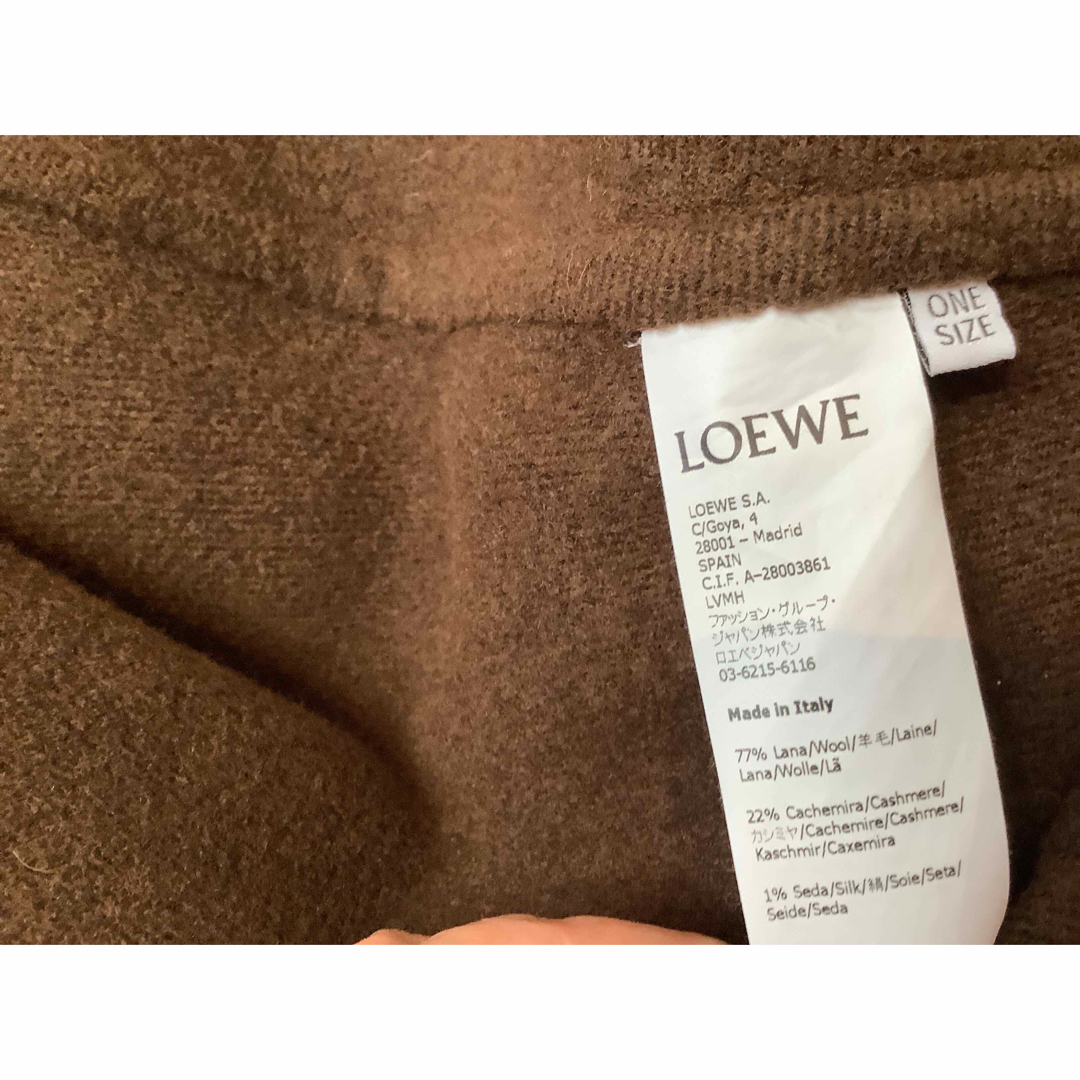 ONE
SIZE
LOEWE
LOEWE S.A.
C/Goya, 4
28001 – Madrid
SPAIN
C.I.F. A-28003861
LVMH
ファッション・グループ・
ジャパン株式会社
ロエベジャパン
03-6215-6116
Made in Italy
77% Lana/Wool/羊毛/Laine/
Lana/Wolle/Lã
22% Cachemira/Cashmere/
カシミヤ/Cachemire/Cashmere/
Kaschmir/Caxemira
1% Seda/Silk/絹/Soie/Seta/
Seide/Seda